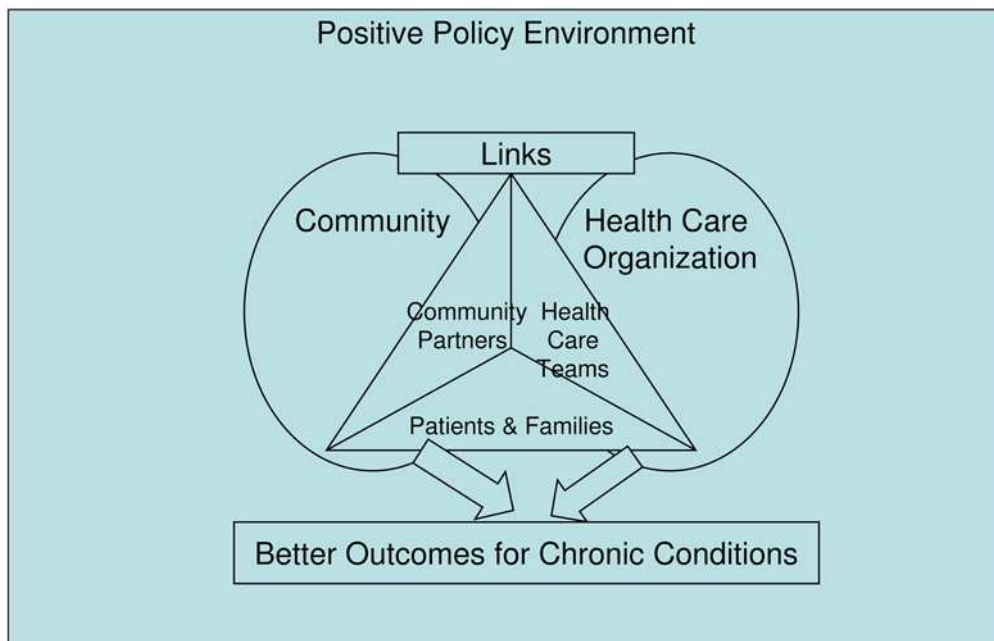 Positive Policy Environment
Links
Community
Health Care
Organization
Community
Partners
Health
Care
Teams
Patients & Families
Better Outcomes for Chronic Conditions